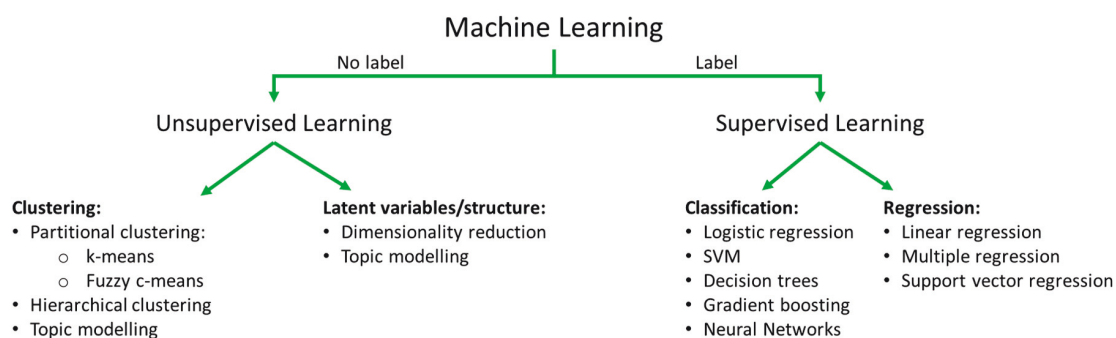 Machine Learning
No label
Label
Unsupervised Learning
Supervised Learning
Clustering:
• Partitional clustering:
o k-means
o Fuzzy c-means
• Hierarchical clustering
• Topic modelling
Latent variables/structure:
• Dimensionality reduction
• Topic modelling
Classification:
• Logistic regression
• SVM
• Decision trees
• Gradient boosting
• Neural Networks
Regression:
• Linear regression
• Multiple regression
• Support vector regression